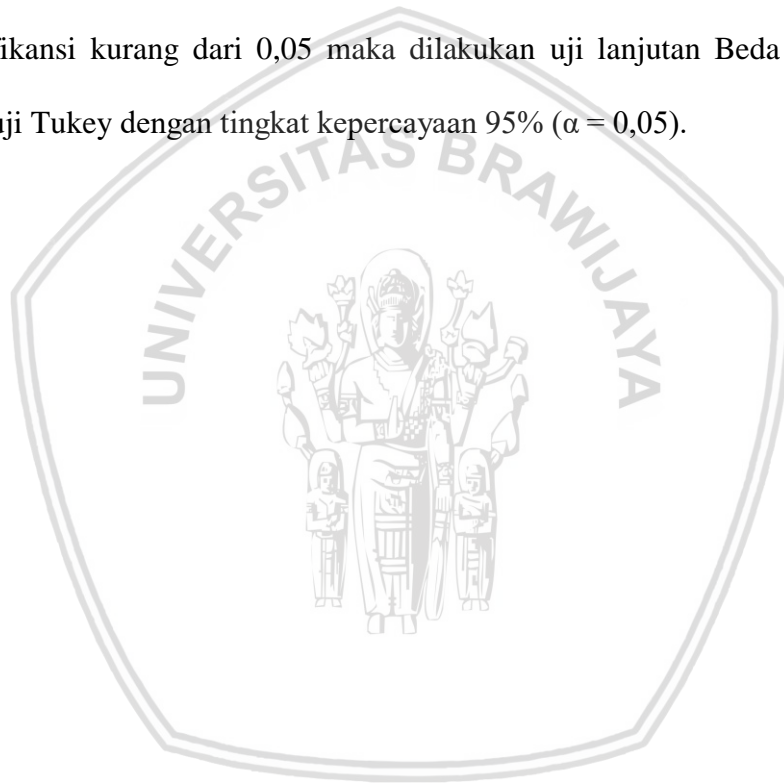 fikansi kurang dari 0,05 maka dilakukan uji lanjutan Beda
uji Tukey dengan tingkat kepercayaan 95% (α = 0,05).
UNIVERSITAS BRAWIJAYA